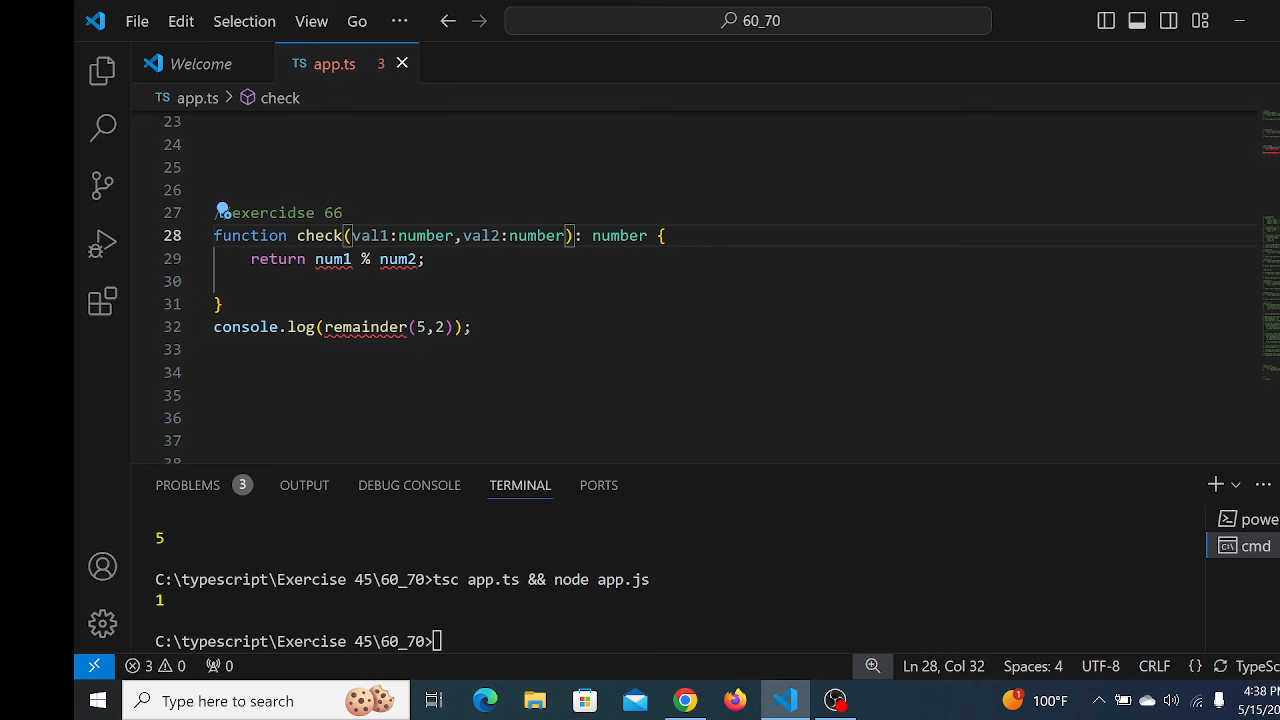 File Edit Selection View Go ··· 60_70
Welcome TS app.ts 3
TS app.ts > check
23
24
25
26
27 //exercidse 66
28 function check(val1:number,val2:number): number {
29 return num1 % num2;
30
31 }
32 console.log(remainder(5,2));
33
34
35
36
37
38
PROBLEMS 3 OUTPUT DEBUG CONSOLE TERMINAL PORTS
5
powe
cmd
C:\typescript\Exercise 45\60_70>tsc app.ts && node app.js
1
C:\typescript\Exercise 45\60_70>
3 0 0 Ln 28, Col 32 Spaces: 4 UTF-8 CRLF {} TypeSc
Type here to search 1 100°F 4:38 PM
5/15/20